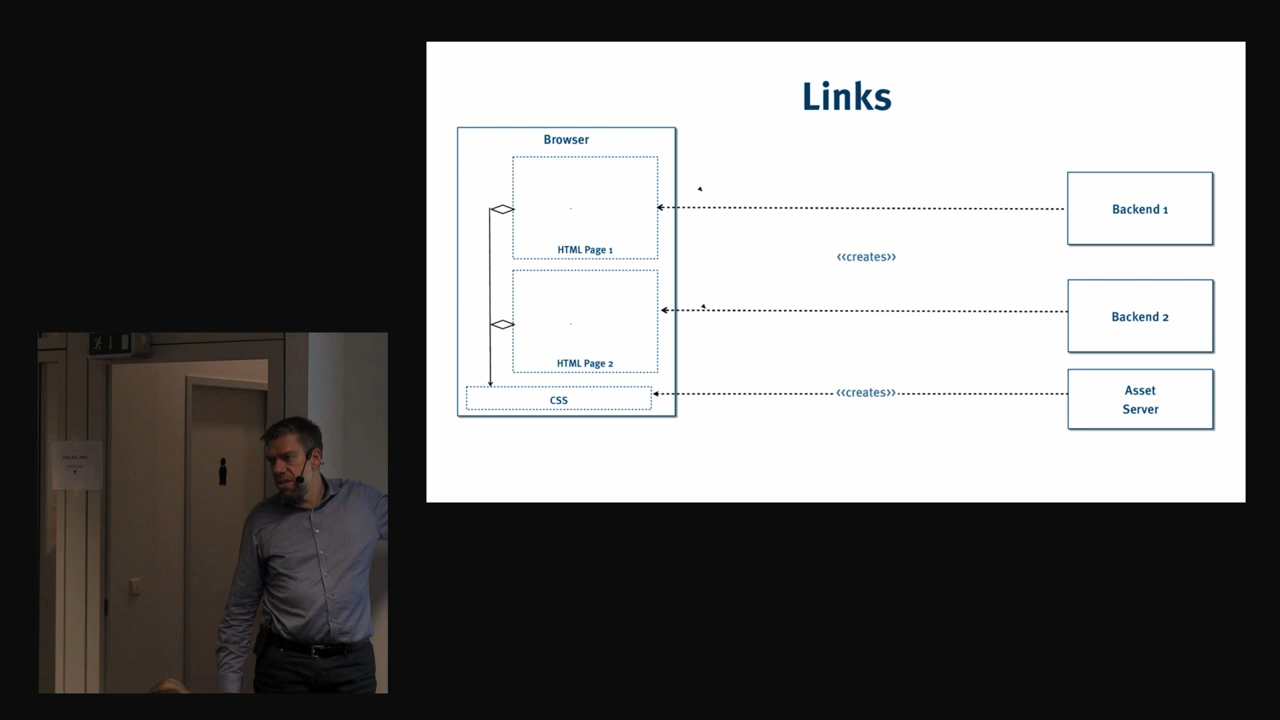 Links
Browser
HTML Page 1
HTML Page 2
CSS
<<creates>>
<<creates>>
Backend 1
Backend 2
Asset
Server